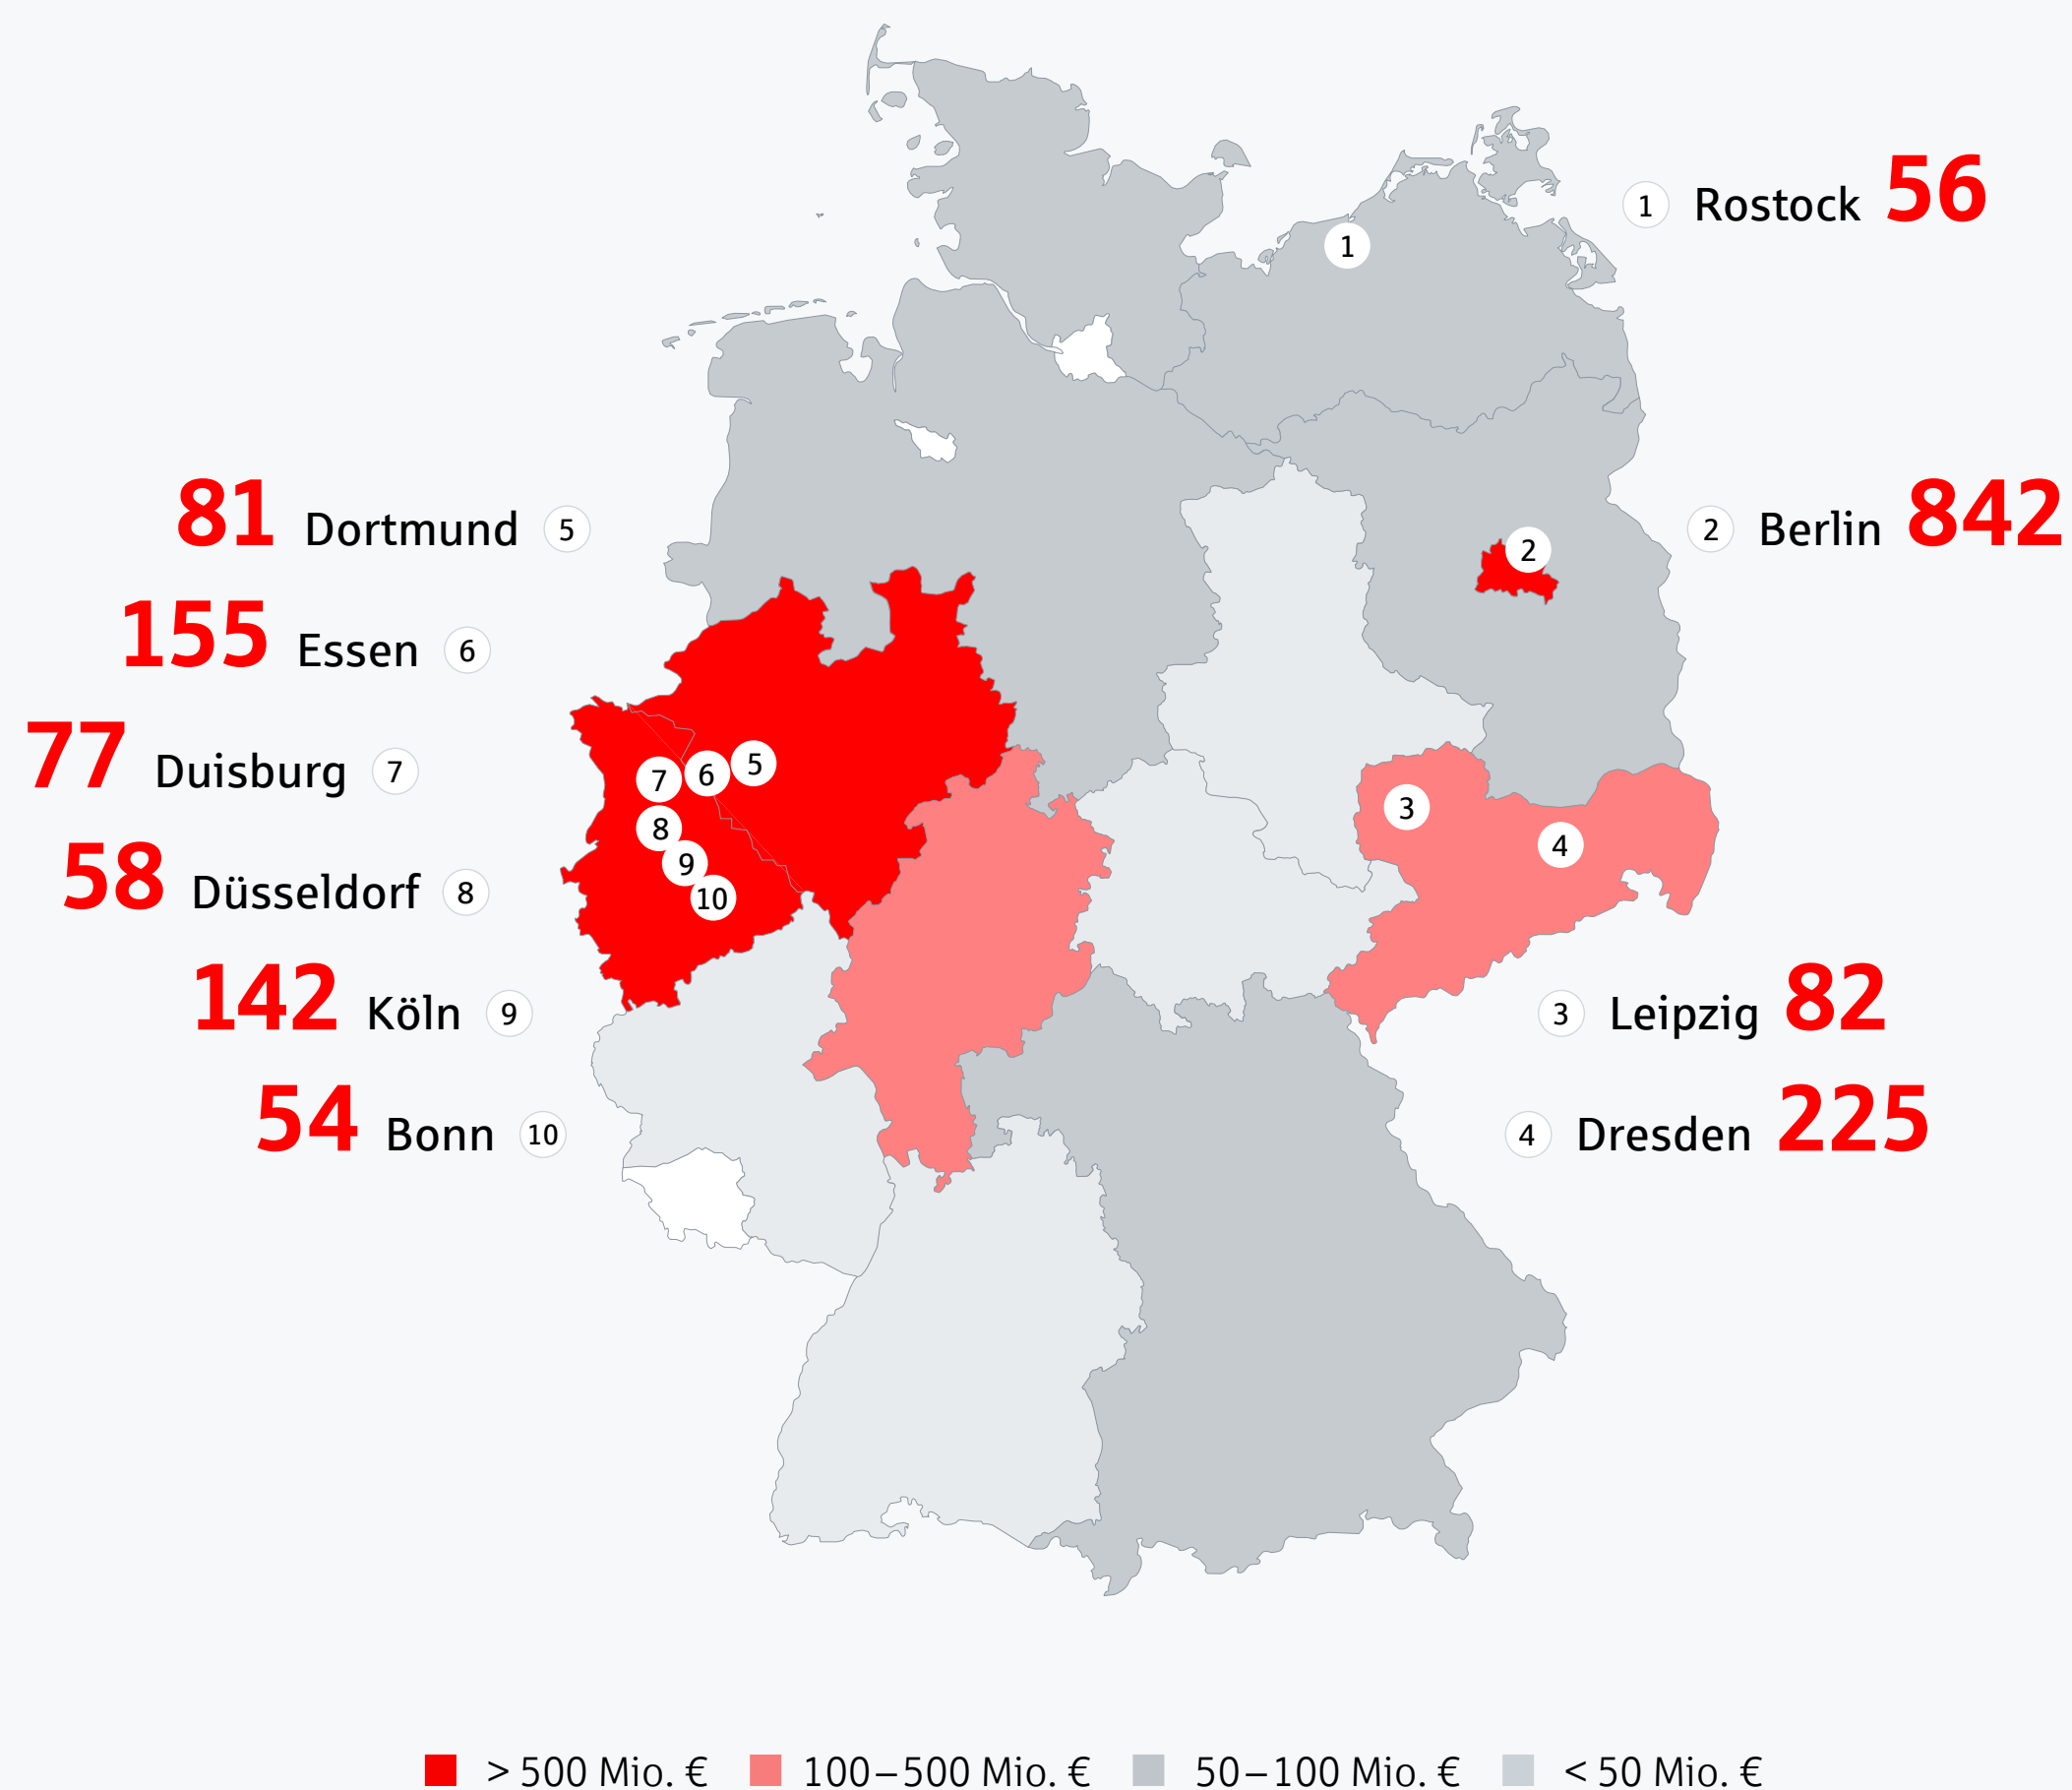 1 Rostock 56
1
81 Dortmund 5
2 Berlin 842
2
155 Essen 6
77 Duisburg 7
7 6 5
3
8
4
58 Düsseldorf 8
9
10
142 Köln 9
3 Leipzig 82
54 Bonn 10
4 Dresden 225
> 500 Mio. € 100–500 Mio. € 50–100 Mio. € < 50 Mio. €